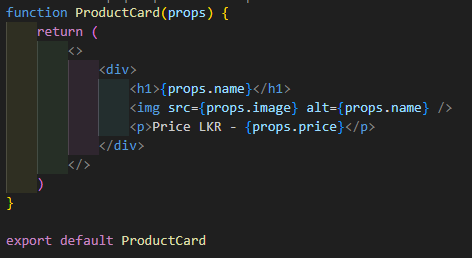 function ProductCard(props) {
    return (
        <>
            <div>
                <h1>{props.name}</h1>
                <img src={props.image} alt={props.name} />
                <p>Price LKR - {props.price}</p>
            </div>
        </>
    )
}

export default ProductCard